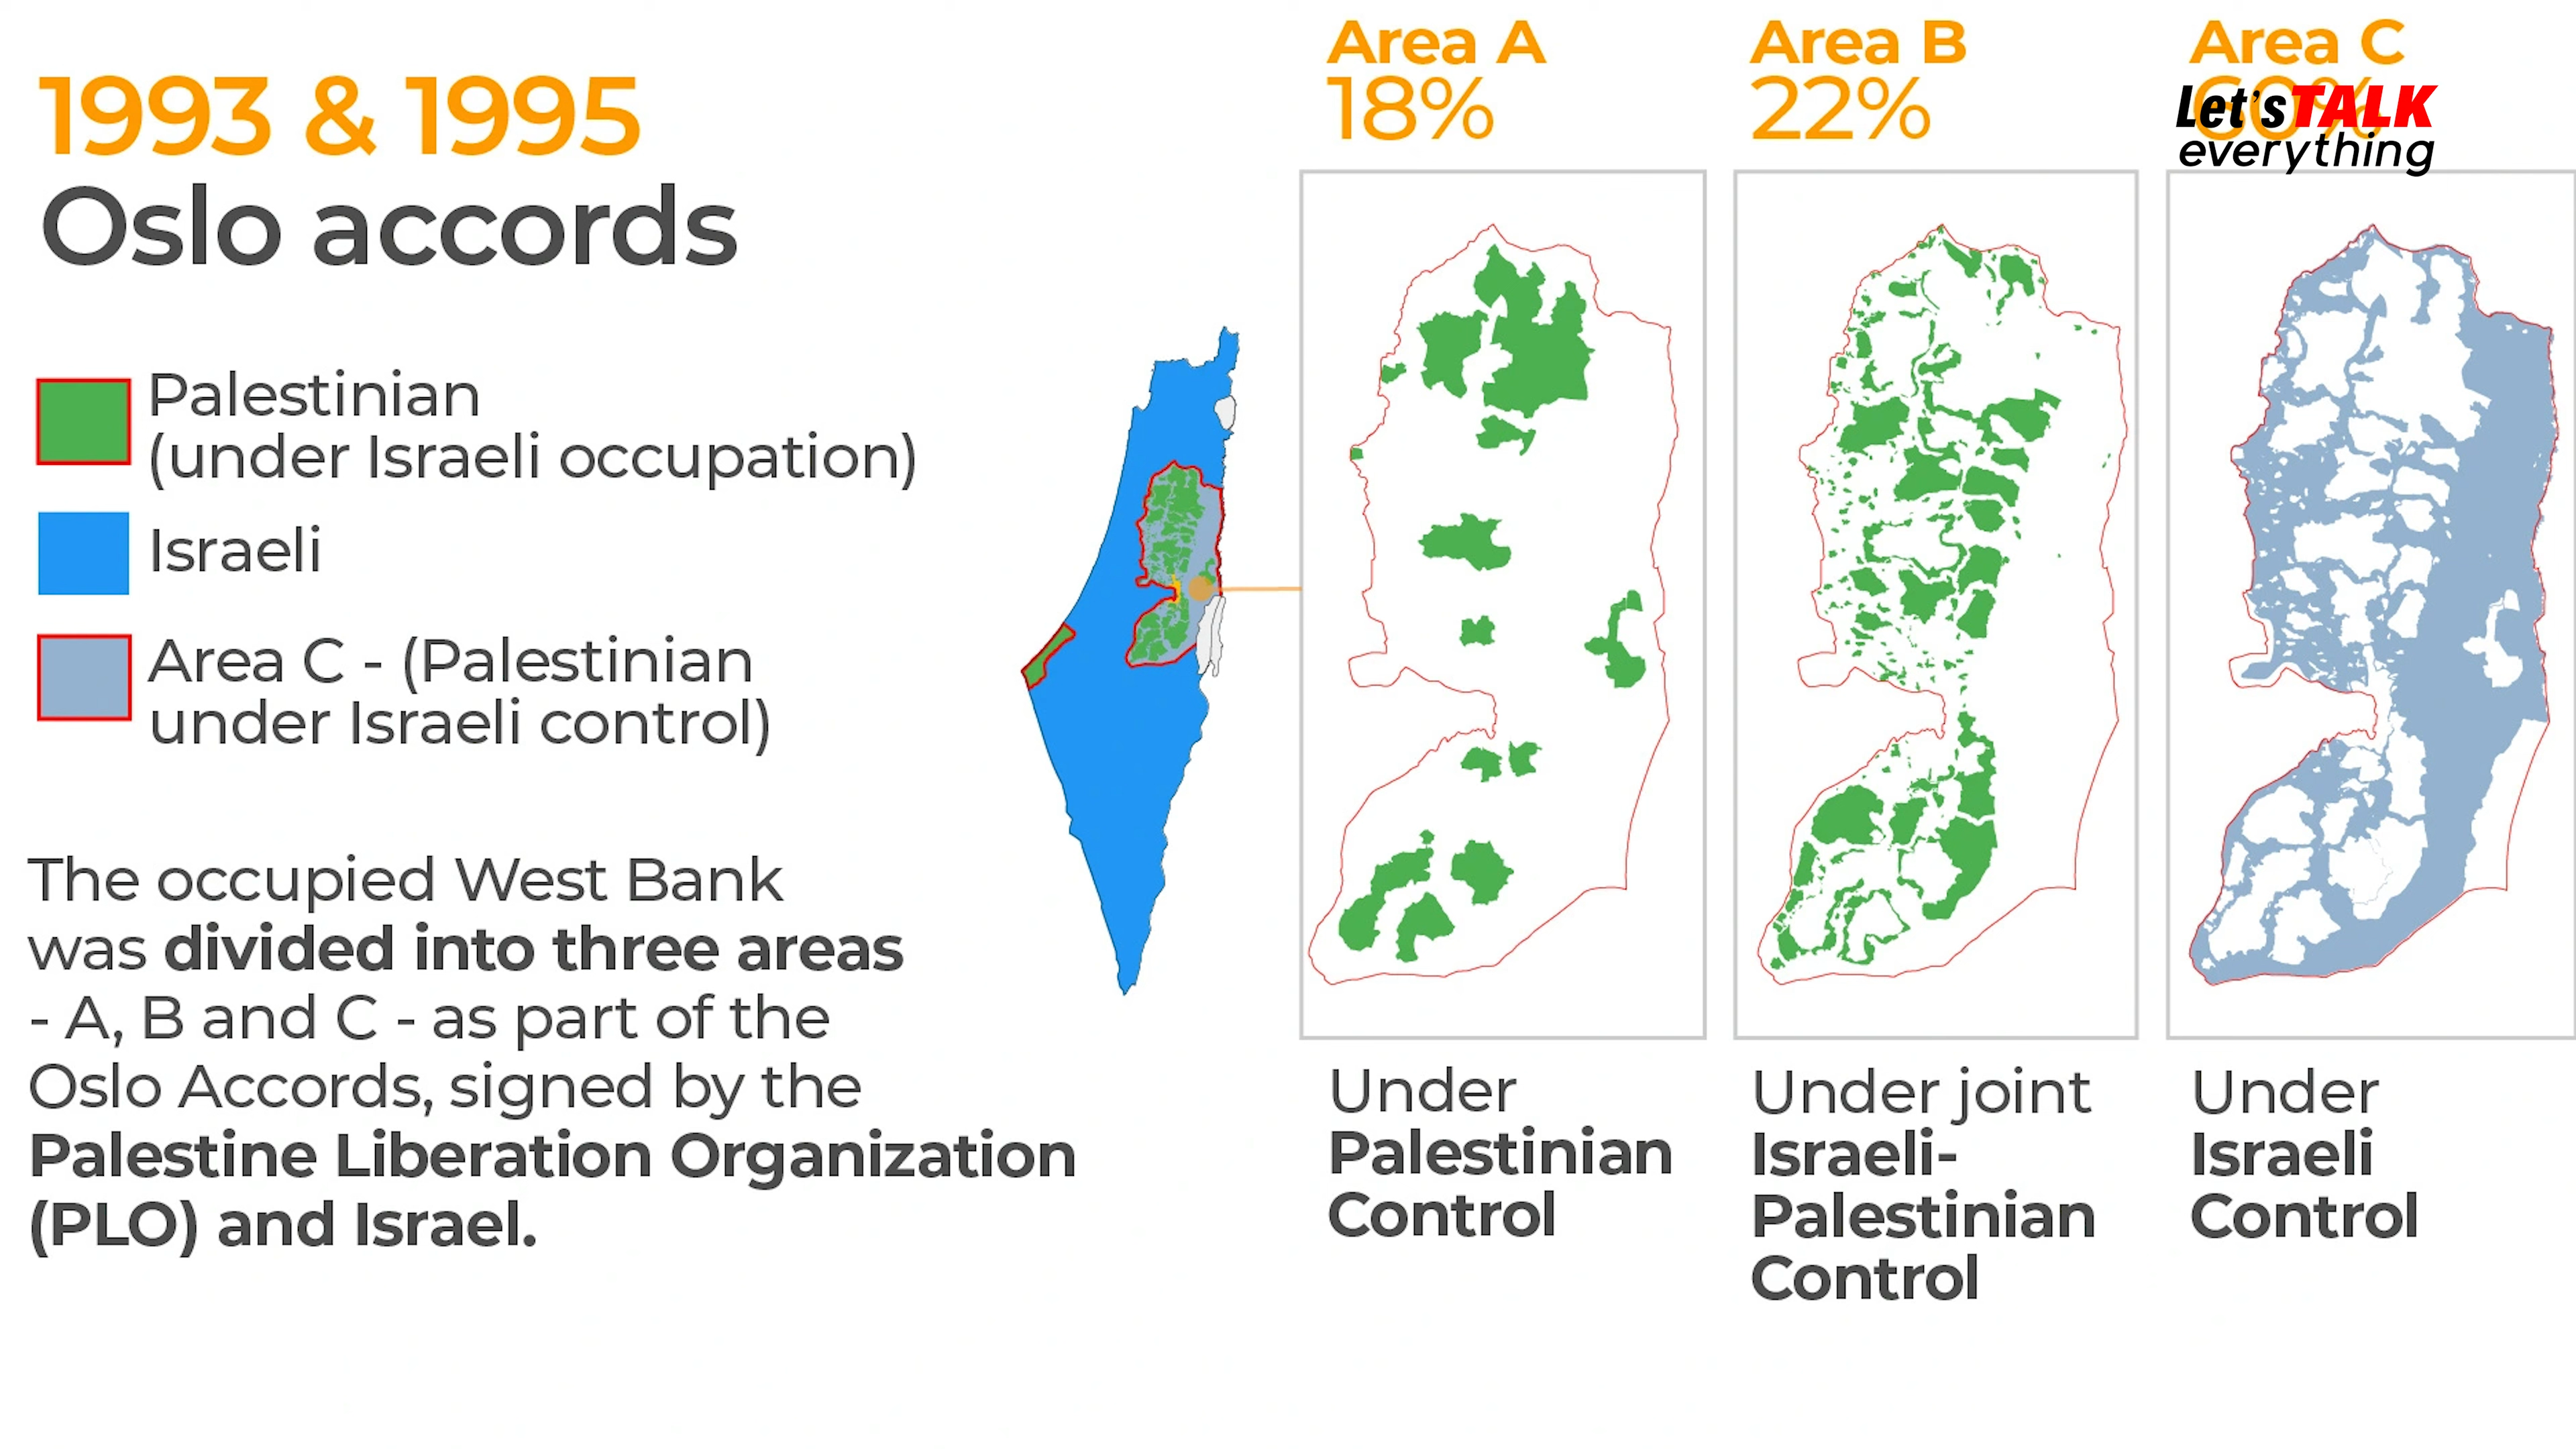 1993 & 1995
Oslo accords
Palestinian
(under Israeli occupation)
Israeli
Area C - (Palestinian
under Israeli control)
The occupied West Bank
was divided into three areas
- A, B and C - as part of the
Oslo Accords, signed by the
Palestine Liberation Organization
(PLO) and Israel.
Area A
18%
Under
Palestinian
Control
Area B
22%
Under joint
Israeli-
Palestinian
Control
Area C
60%
Let'sTALK
everything
Under
Israeli
Control